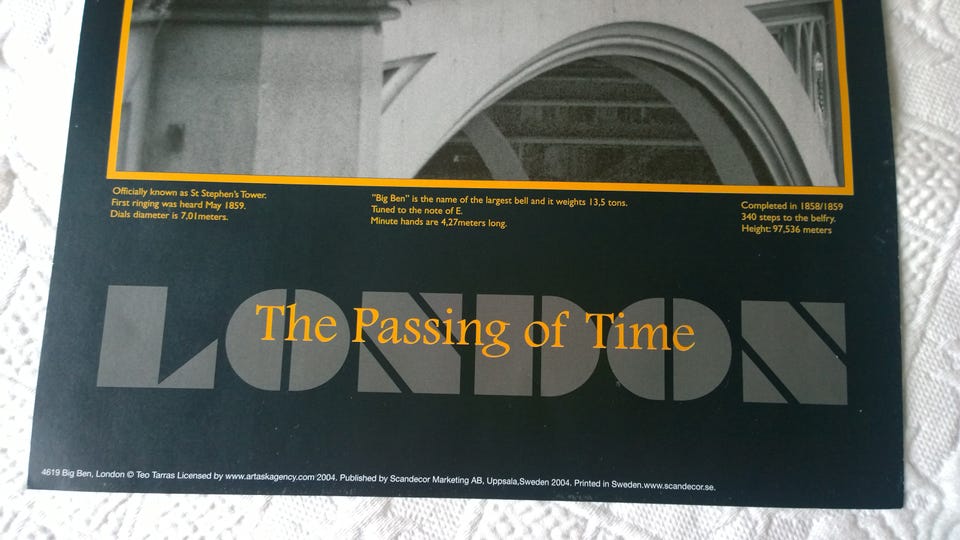 Officially known as St Stephen's Tower.
First ringing was heard May 1859.
Dials diameter is 7,01meters.
"Big Ben" is the name of the largest bell and it weights 13,5 tons.
Tuned to the note of E.
Minute hands are 4,27meters long.
Completed in 1858/1859
340 steps to the belfry.
Height: 97,536 meters
LONDON
The Passing of Time
4619 Big Ben, London © Teo Tarras Licensed by www.artaskagency.com 2004. Published by Scandecor Marketing AB, Uppsala,Sweden 2004. Printed in Sweden.www.scandecor.se.